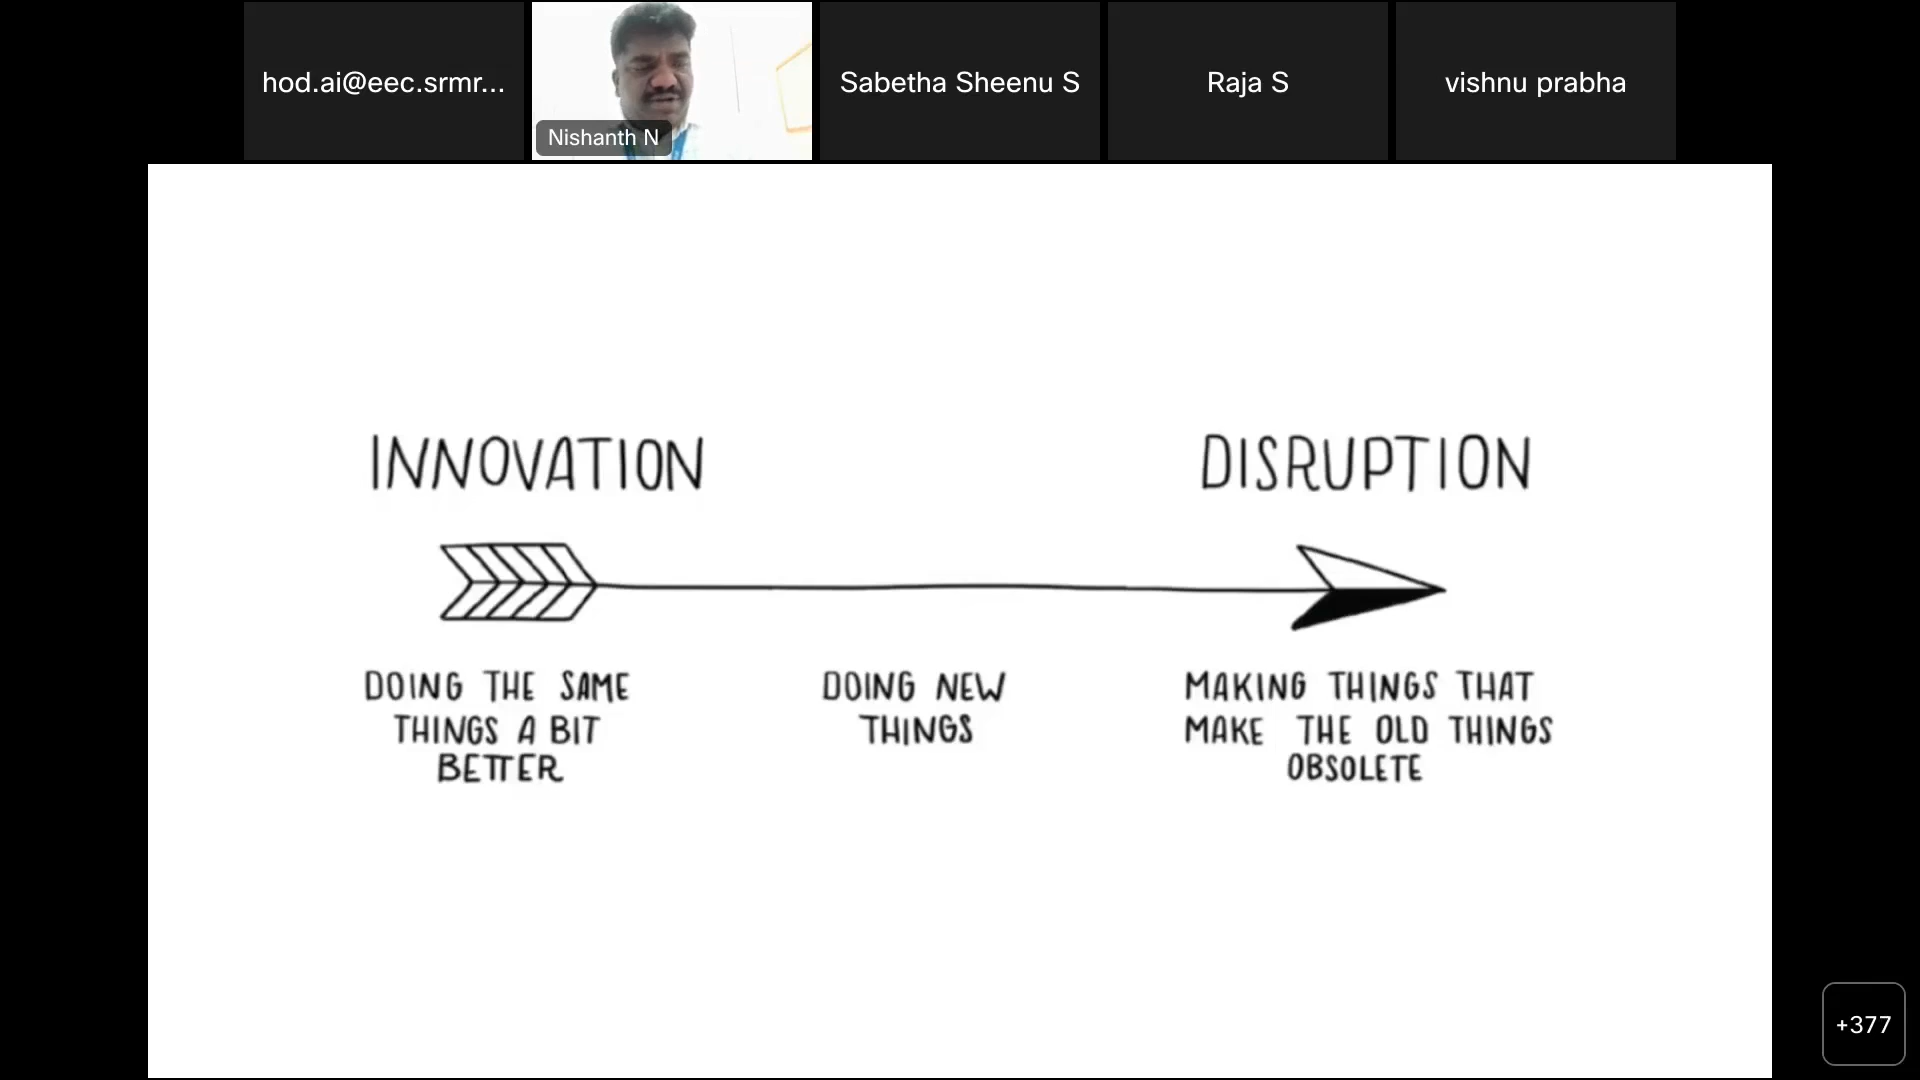 hod.ai@eec.srmr...
Nishanth N
Sabetha Sheenu S
Raja S
vishnu prabha
INNOVATION
DISRUPTION
DOING THE SAME
THINGS A BIT
BETTER
DOING NEW
THINGS
MAKING THINGS THAT
MAKE THE OLD THINGS
OBSOLETE
+377